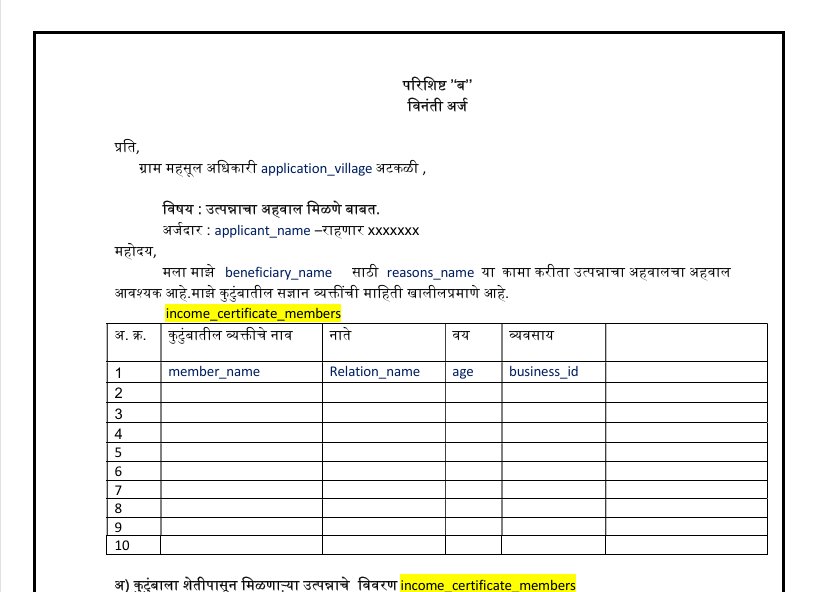 परिशिष्ट "ब"
विनंती अर्ज
प्रति,
ग्राम महसूल अधिकारी application_village अटकळी ,
विषय : उत्पन्नाचा अहवाल मिळणे बाबत.
अर्जदार : applicant_name –राहणार xxxxxxx
महोदय,
मला माझे beneficiary_name साठी reasons_name या कामा करीता उत्पन्नाचा अहवालचा अहवाल
आवश्यक आहे.माझे कुटुंबातील सज्ञान व्यक्तींची माहिती खालीलप्रमाणे आहे.
income_certificate_members
अ. क्र. कुटुंबातील व्यक्तीचे नाव नाते वय व्यवसाय
1 member_name Relation_name age business_id
2
3
4
5
6
7
8
9
10
अ) कुटुंबाला शेतीपासून मिळणाऱ्या उत्पन्नाचे विवरण income_certificate_members